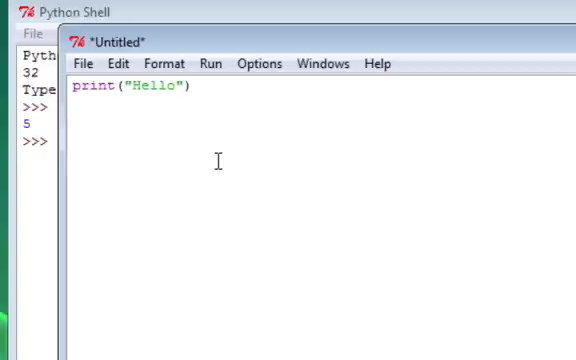 Python Shell
File
*Untitled*
File Edit Format Run Options Windows Help
Pyth
32
Type
>>>
5
>>>
print("Hello")